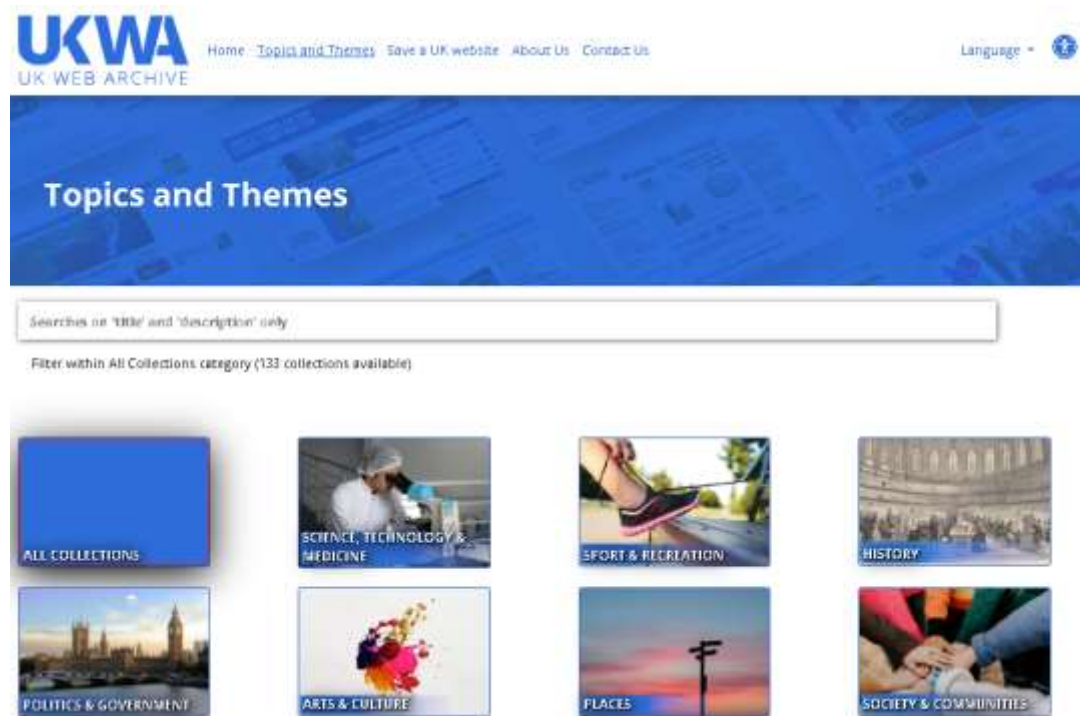 UKWA
UK WEB ARCHIVE
Home Topics and Themes Save a UK website About Us Contact Us
Language
Topics and Themes
Searches on 'title' and 'description' only
Filter within All Collections category (133 collections available)
ALL COLLECTIONS
SCIENCE, TECHNOLOGY &
MEDICINE
SPORT & RECREATION
HISTORY
POLITICS & GOVERNMENT
ARTS & CULTURE
PLACES
SOCIETY & COMMUNITIES